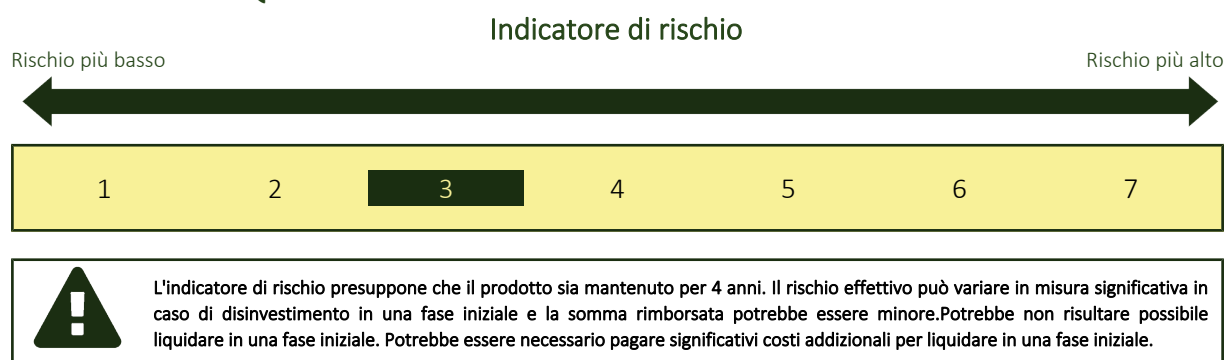 Indicatore di rischio
Rischio più basso Rischio più alto
1 2 3 4 5 6 7
L'indicatore di rischio presuppone che il prodotto sia mantenuto per 4 anni. Il rischio effettivo può variare in misura significativa in
caso di disinvestimento in una fase iniziale e la somma rimborsata potrebbe essere minore.Potrebbe non risultare possibile
liquidare in una fase iniziale. Potrebbe essere necessario pagare significativi costi addizionali per liquidare in una fase iniziale.